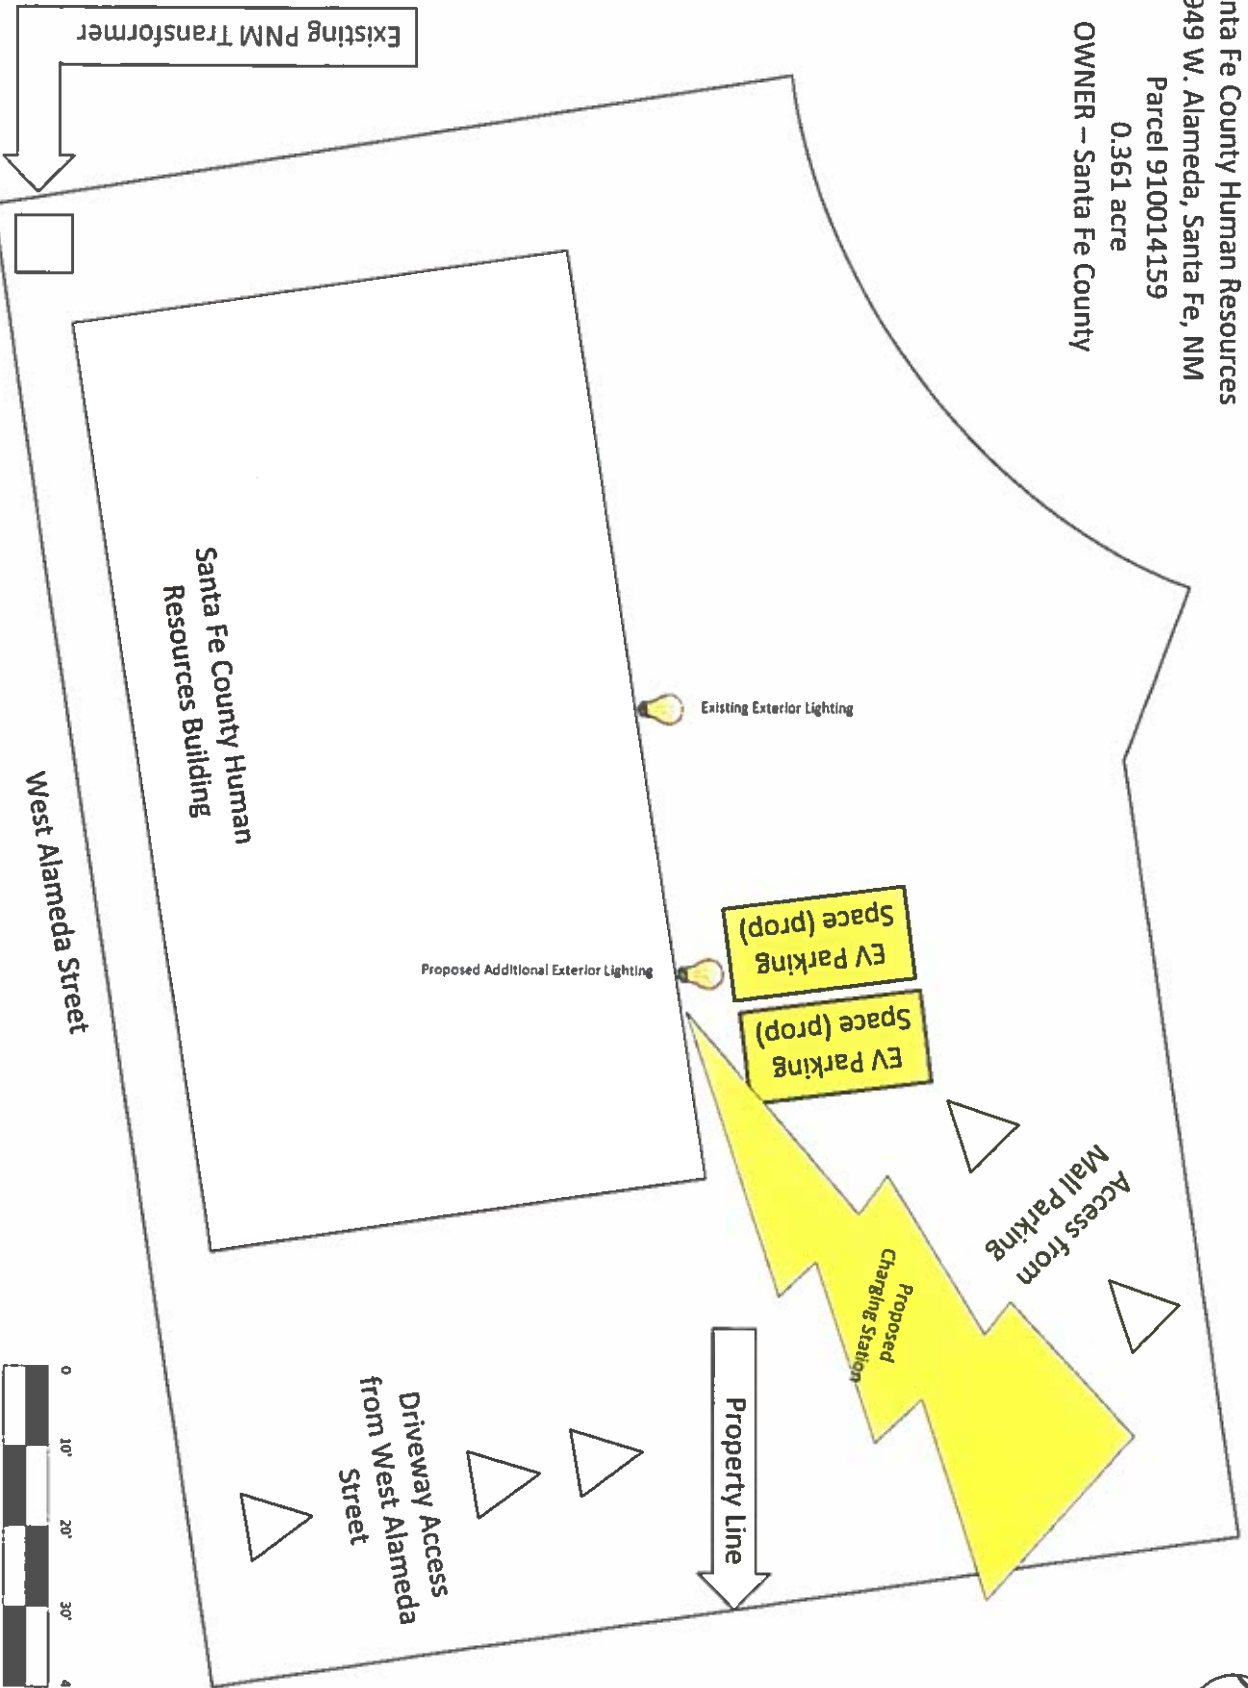 nta Fe County Human Resources
949 W. Alameda, Santa Fe, NM
Parcel 910014159
0.361 acre
OWNER – Santa Fe County
Existing PNM Transformer
Existing Exterior Lighting
EV Parking
Space (prop)
EV Parking
Space (prop)
Access from
Mall Parking
Proposed
Charging Station
Proposed Additional Exterior Lighting
Property Line
Santa Fe County Human
Resources Building
Driveway Access
from West Alameda
Street
West Alameda Street
0 10' 20' 30' 4